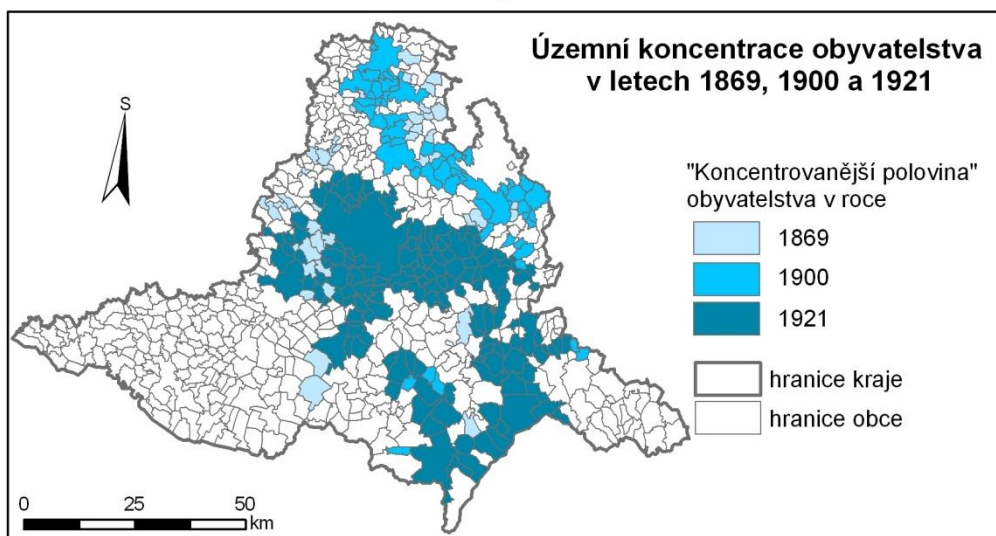 Územní koncentrace obyvatelstva
v letech 1869, 1900 a 1921
S
"Koncentrovanější polovina"
obyvatelstva v roce
1869
1900
1921
hranice kraje
hranice obce
0 25 50
km